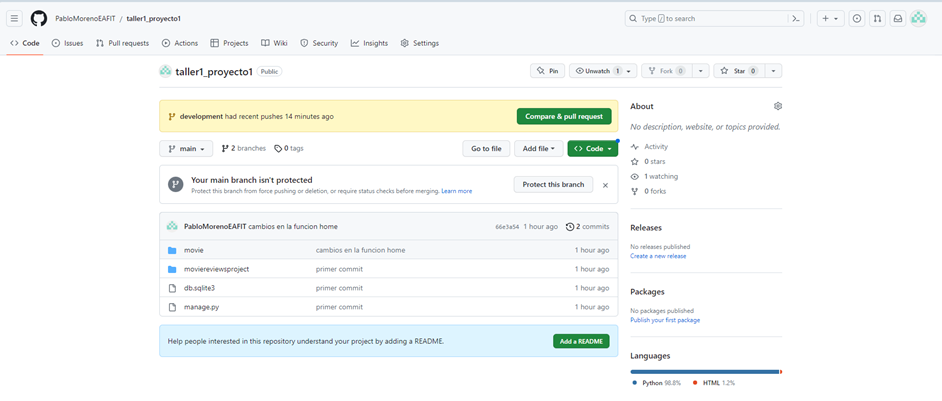 PabloMorenoEAFIT / taller1_proyecto1
Type / to search
Code Issues Pull requests Actions Projects Wiki Security Insights Settings
taller1_proyecto1 Public
Pin Unwatch 1 Fork 0 Star 0
development had recent pushes 14 minutes ago Compare & pull request
main 2 branches 0 tags Go to file Add file Code
Your main branch isn't protected
Protect this branch from force pushing or deletion, or require status checks before merging. Learn more
Protect this branch
PabloMorenoEAFIT cambios en la funcion home 66e3a54 1 hour ago 2 commits
movie cambios en la funcion home 1 hour ago
moviereviewsproject primer commit 1 hour ago
db.sqlite3 primer commit 1 hour ago
manage.py primer commit 1 hour ago
Help people interested in this repository understand your project by adding a README. Add a README
About
No description, website, or topics provided.
Activity
0 stars
1 watching
0 forks
Releases
No releases published
Create a new release
Packages
No packages published
Publish your first package
Languages
Python 98.8% HTML 1.2%